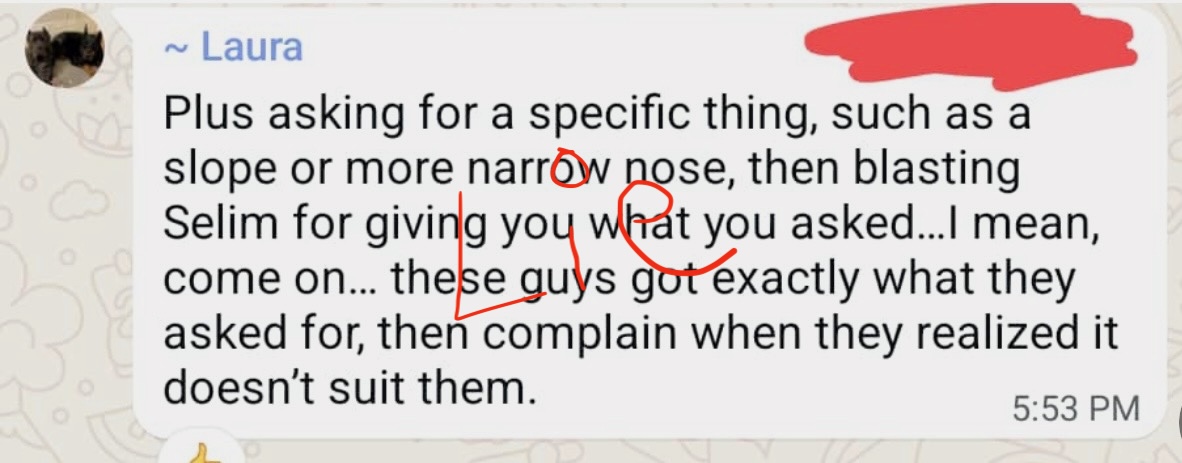 ~ Laura
Plus asking for a specific thing, such as a
slope or more narrow nose, then blasting
Selim for giving you what you asked...I mean,
come on... these guys got exactly what they
asked for, then complain when they realized it
doesn't suit them.
5:53 PM
Lie